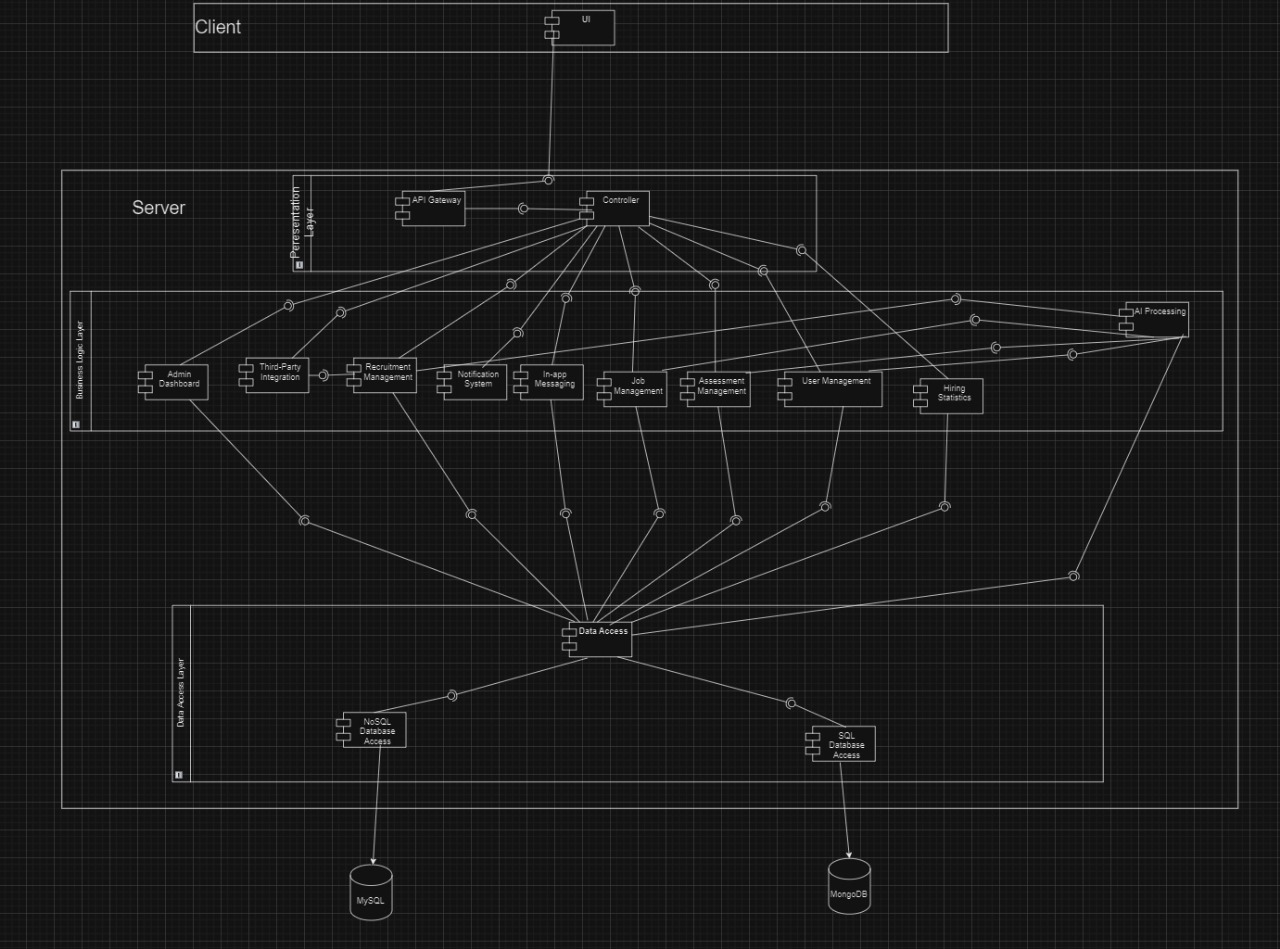 Client
UI
Server
Peresentation
Layer
API Gateway
Controller
Businiess Logic Layer
AI Processing
Admin
Dashboard
Third-Party
Integration
Recruitment
Management
Notification
System
In-app
Messaging
Job
Management
Assessment
Management
User Management
Hiring
Statistics
Data Access Layer
Data Access
NoSQL
Database
Access
SQL
Database
Access
MySQL
MongoDB